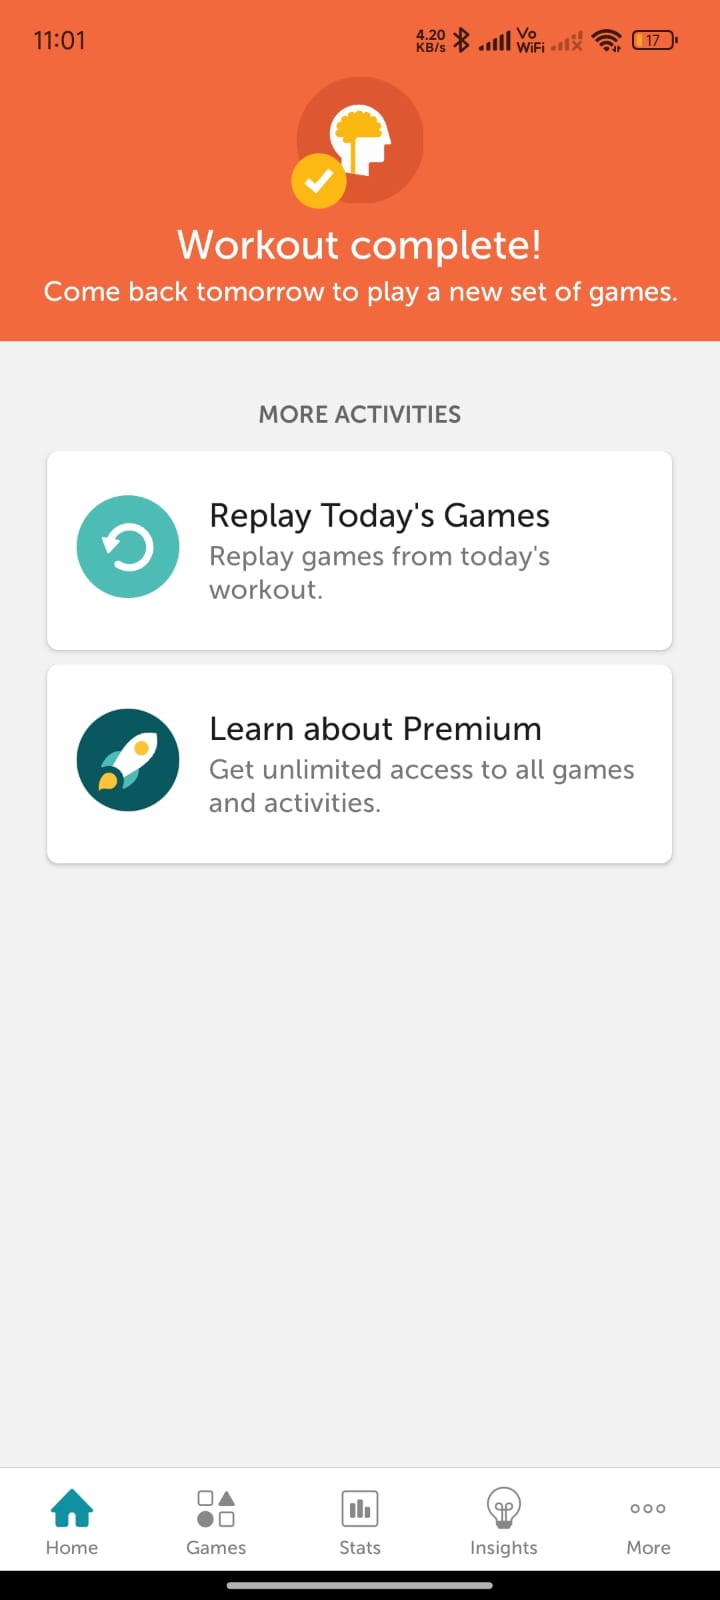 11:01
4.20
KB/s
Vo
WiFi
17
Workout complete!
Come back tomorrow to play a new set of games.
MORE ACTIVITIES
Replay Today's Games
Replay games from today's
workout.
Learn about Premium
Get unlimited access to all games
and activities.
Home
Games
Stats
Insights
More